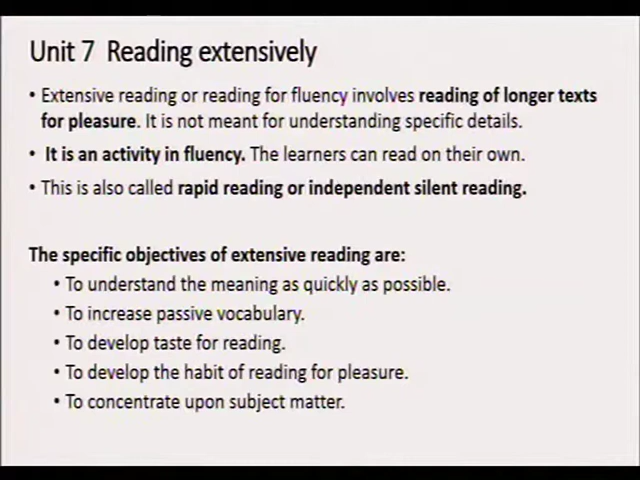 Unit 7 Reading extensively
• Extensive reading or reading for fluency involves reading of longer texts
for pleasure. It is not meant for understanding specific details.
• It is an activity in fluency. The learners can read on their own.
• This is also called rapid reading or independent silent reading.
The specific objectives of extensive reading are:
• To understand the meaning as quickly as possible.
• To increase passive vocabulary.
• To develop taste for reading.
• To develop the habit of reading for pleasure.
• To concentrate upon subject matter.